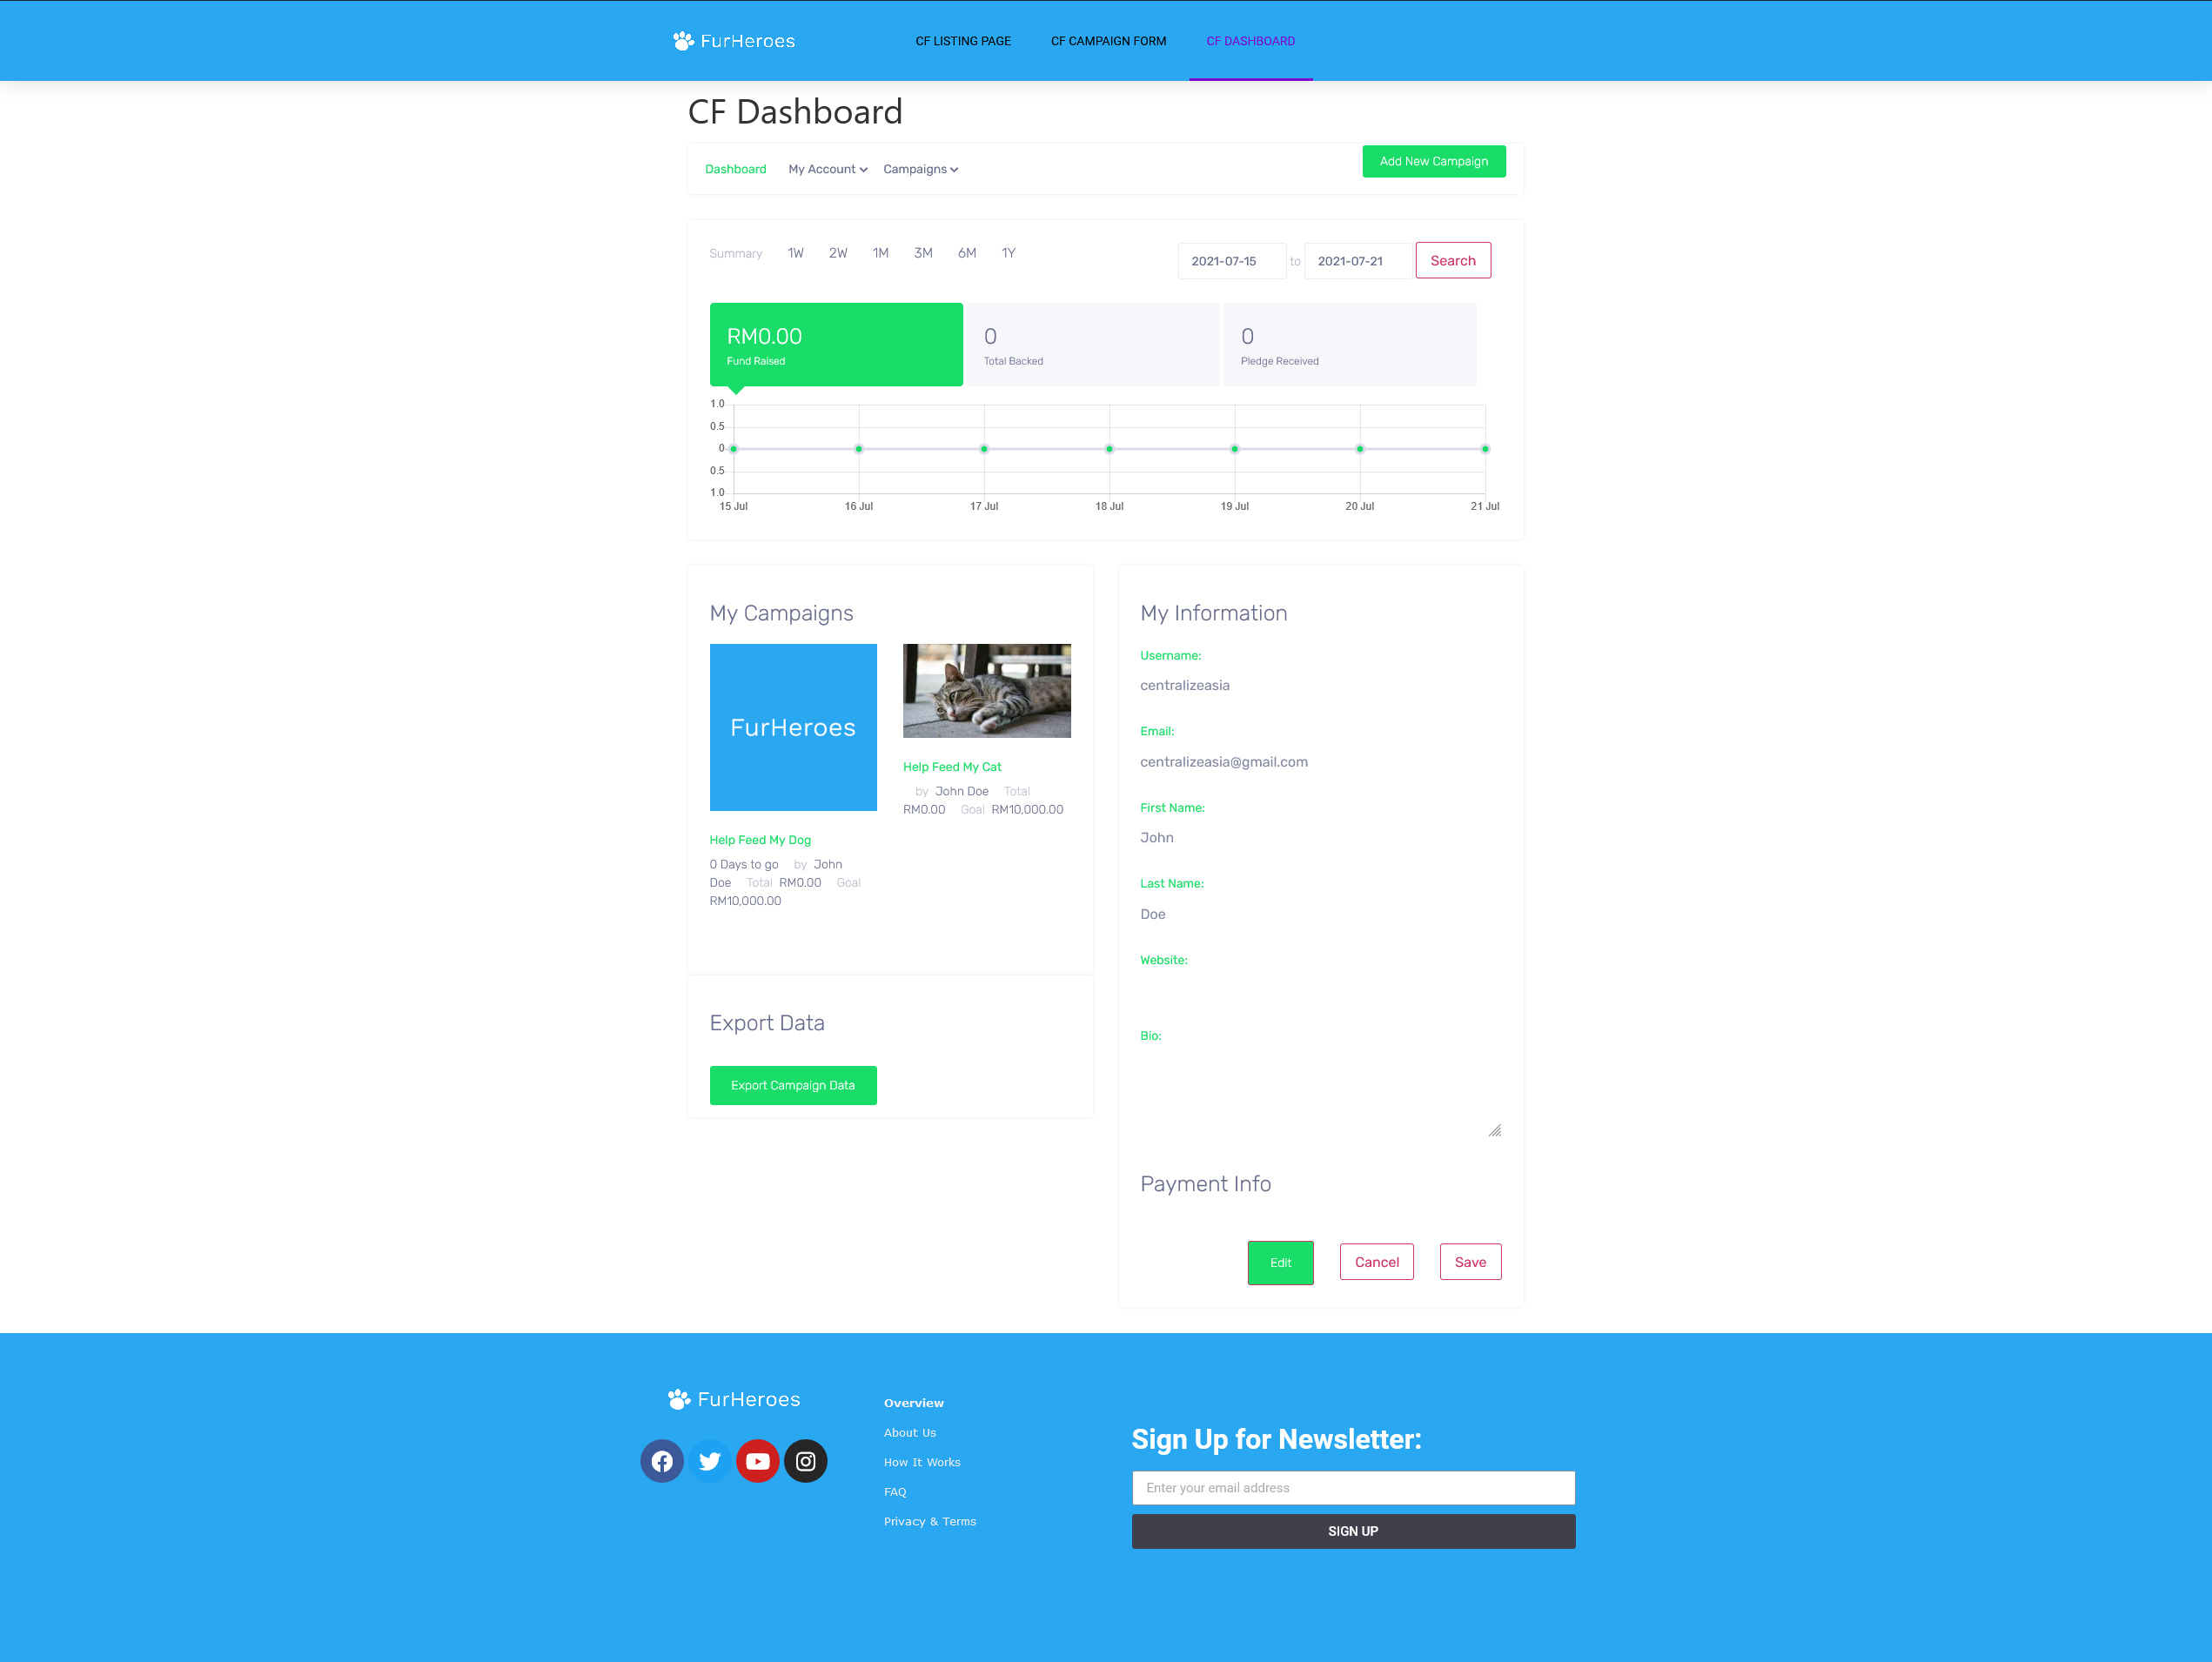 FurHeroes
CF LISTING PAGE
CF CAMPAIGN FORM
CF DASHBOARD
CF Dashboard
Dashboard
My Account
Campaigns
Add New Campaign
Summary
1W
2W
1M
3M
6M
1Y
2021-07-15
to
2021-07-21
Search
RM0.00
Fund Raised
0
Total Backed
0
Pledge Received
1.0
0.5
0
0.5
1.0
15 Jul
16 Jul
17 Jul
18 Jul
19 Jul
20 Jul
21 Jul
My Campaigns
FurHeroes
Help Feed My Dog
0 Days to go by John
Doe Total RM0.00 Goal
RM10,000.00
Help Feed My Cat
by John Doe Total
RM0.00 Goal RM10,000.00
Export Data
Export Campaign Data
My Information
Username:
centralizeasia
Email:
centralizeasia@gmail.com
First Name:
John
Last Name:
Doe
Website:
Bio:
Payment Info
Edit
Cancel
Save
FurHeroes
Overview
About Us
How It Works
FAQ
Privacy & Terms
Sign Up for Newsletter:
Enter your email address
SIGN UP